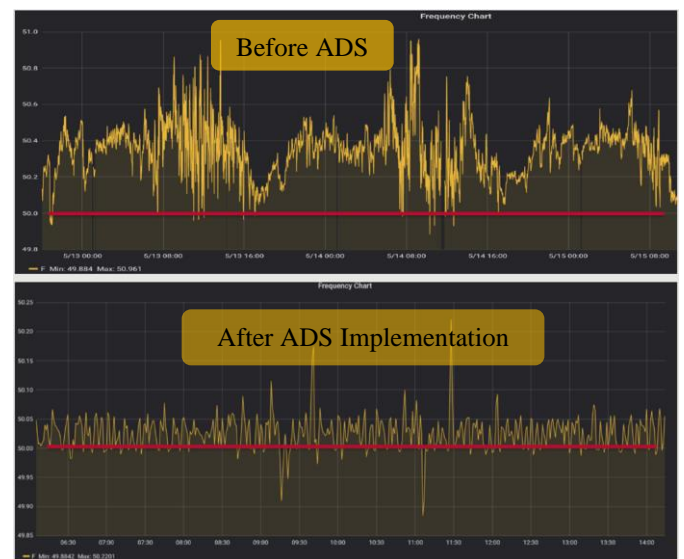 Frequency Chart
Before ADS
51.0
50.8
50.6
50.4
50.2
50.0
49.8
5/13 00:00 5/13 08:00 5/13 16:00 5/14 00:00 5/14 08:00 5/14 16:00 5/15 00:00 5/15 08:00
F Min: 49.884 Max: 50.961
Frequency Chart
After ADS Implementation
50.25
50.20
50.15
50.10
50.05
50.00
49.95
49.90
49.85
06:30 07:00 07:30 08:00 08:30 09:00 09:30 10:00 10:30 11:00 11:30 12:00 12:30 13:00 13:30 14:00
F Min: 49.8842 Max: 50.2201